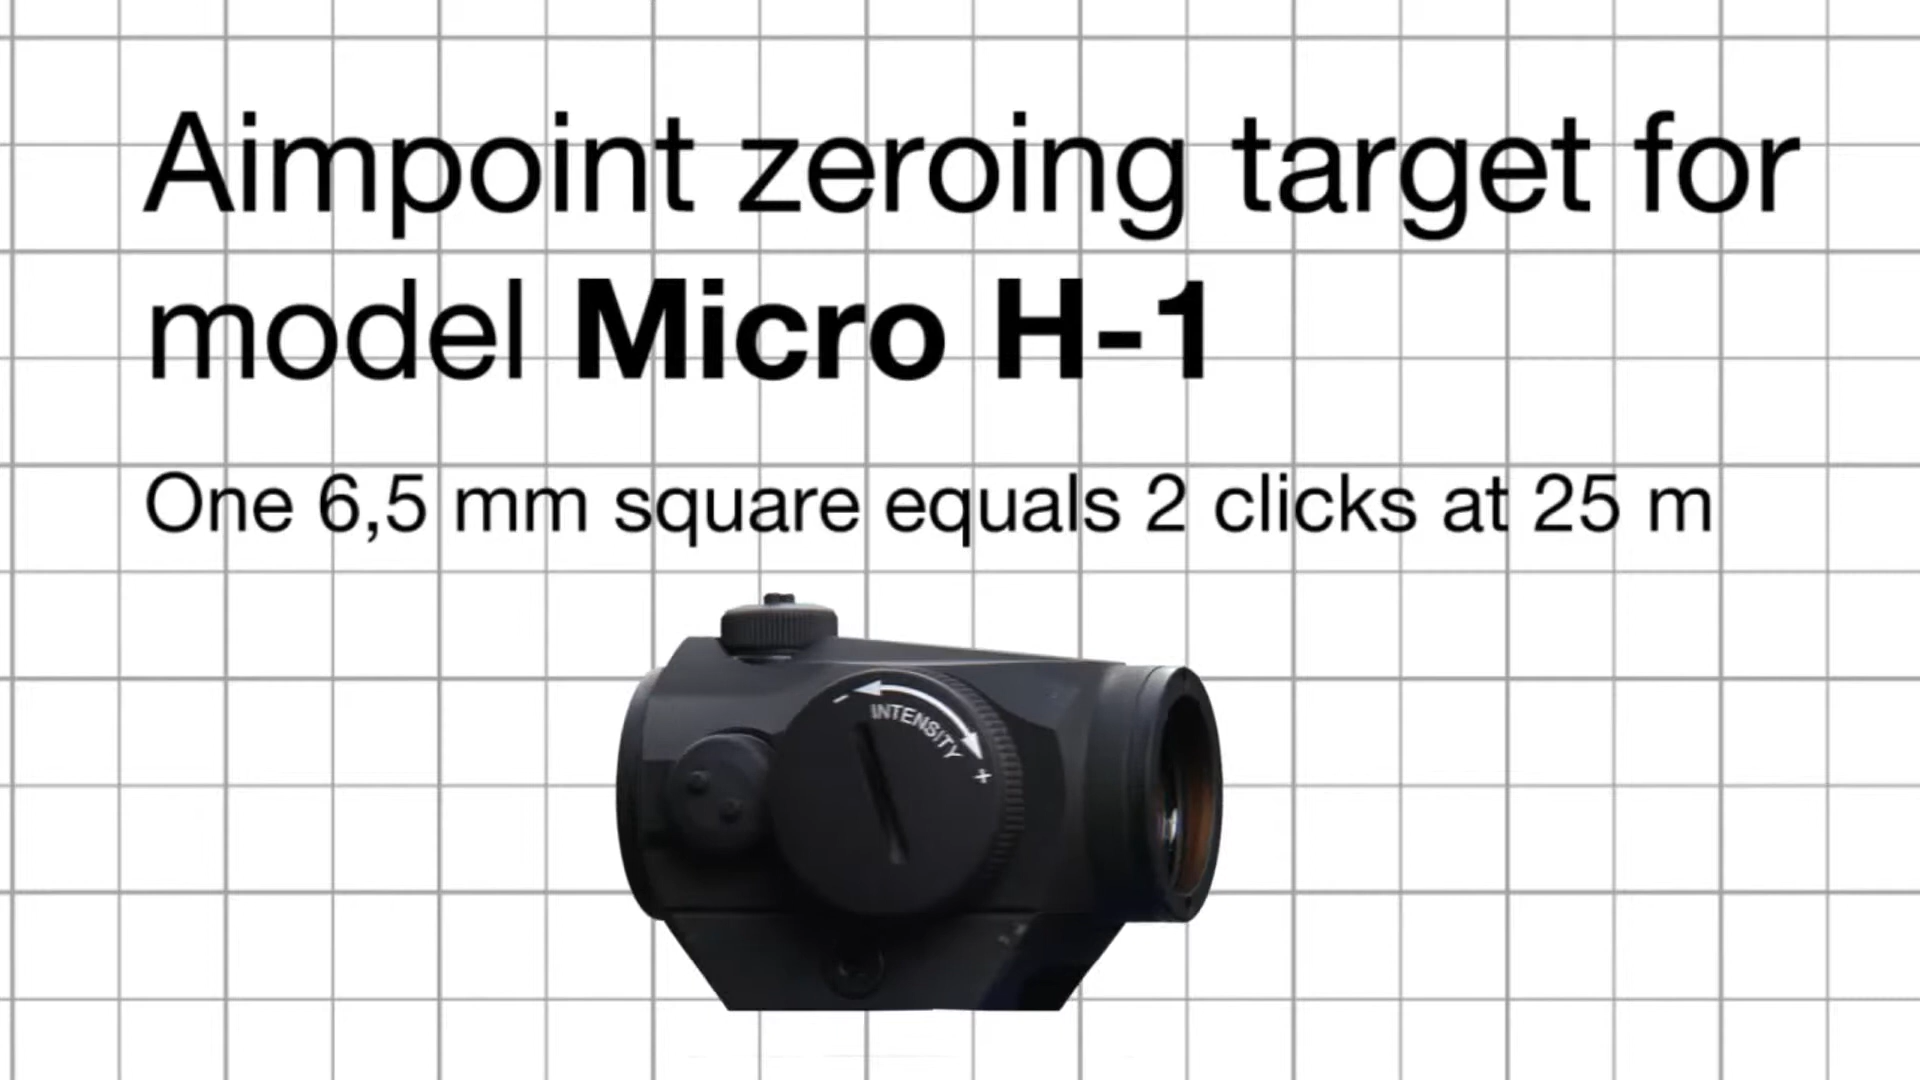 Aimpoint zeroing target for
model Micro H-1
One 6,5 mm square equals 2 clicks at 25 m
- INTENSITY +